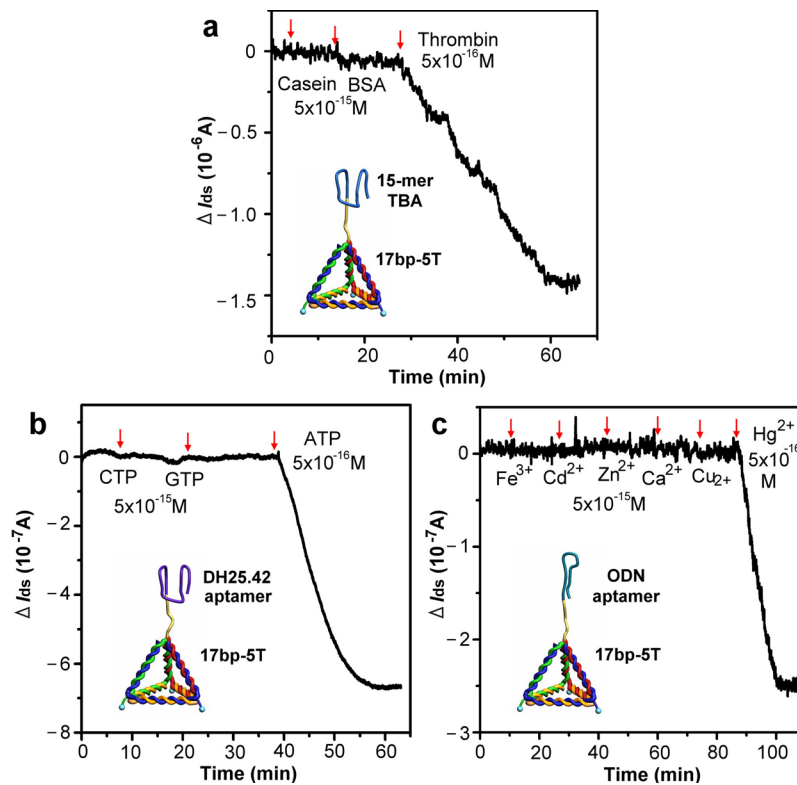 a
0
−0.5
−1.0
−1.5
Δ Ids (10⁻⁶A)
Casein BSA
5x10⁻¹⁵M
Thrombin
5x10⁻¹⁶M
15-mer
TBA
17bp-5T
0 20 40 60
Time (min)
b
0
−2
−4
−6
−8
Δ Ids (10⁻⁷A)
CTP GTP
5x10⁻¹⁵M
ATP
5x10⁻¹⁶M
DH25.42
aptamer
17bp-5T
0 10 20 30 40 50 60
Time (min)
c
0
−1
−2
−3
Δ Ids (10⁻⁷A)
Fe³⁺ Cd²⁺ Zn²⁺ Ca²⁺ Cu₂₊
5x10⁻¹⁵M
Hg²⁺
5x10⁻¹⁶
M
ODN
aptamer
17bp-5T
0 20 40 60 80 100
Time (min)